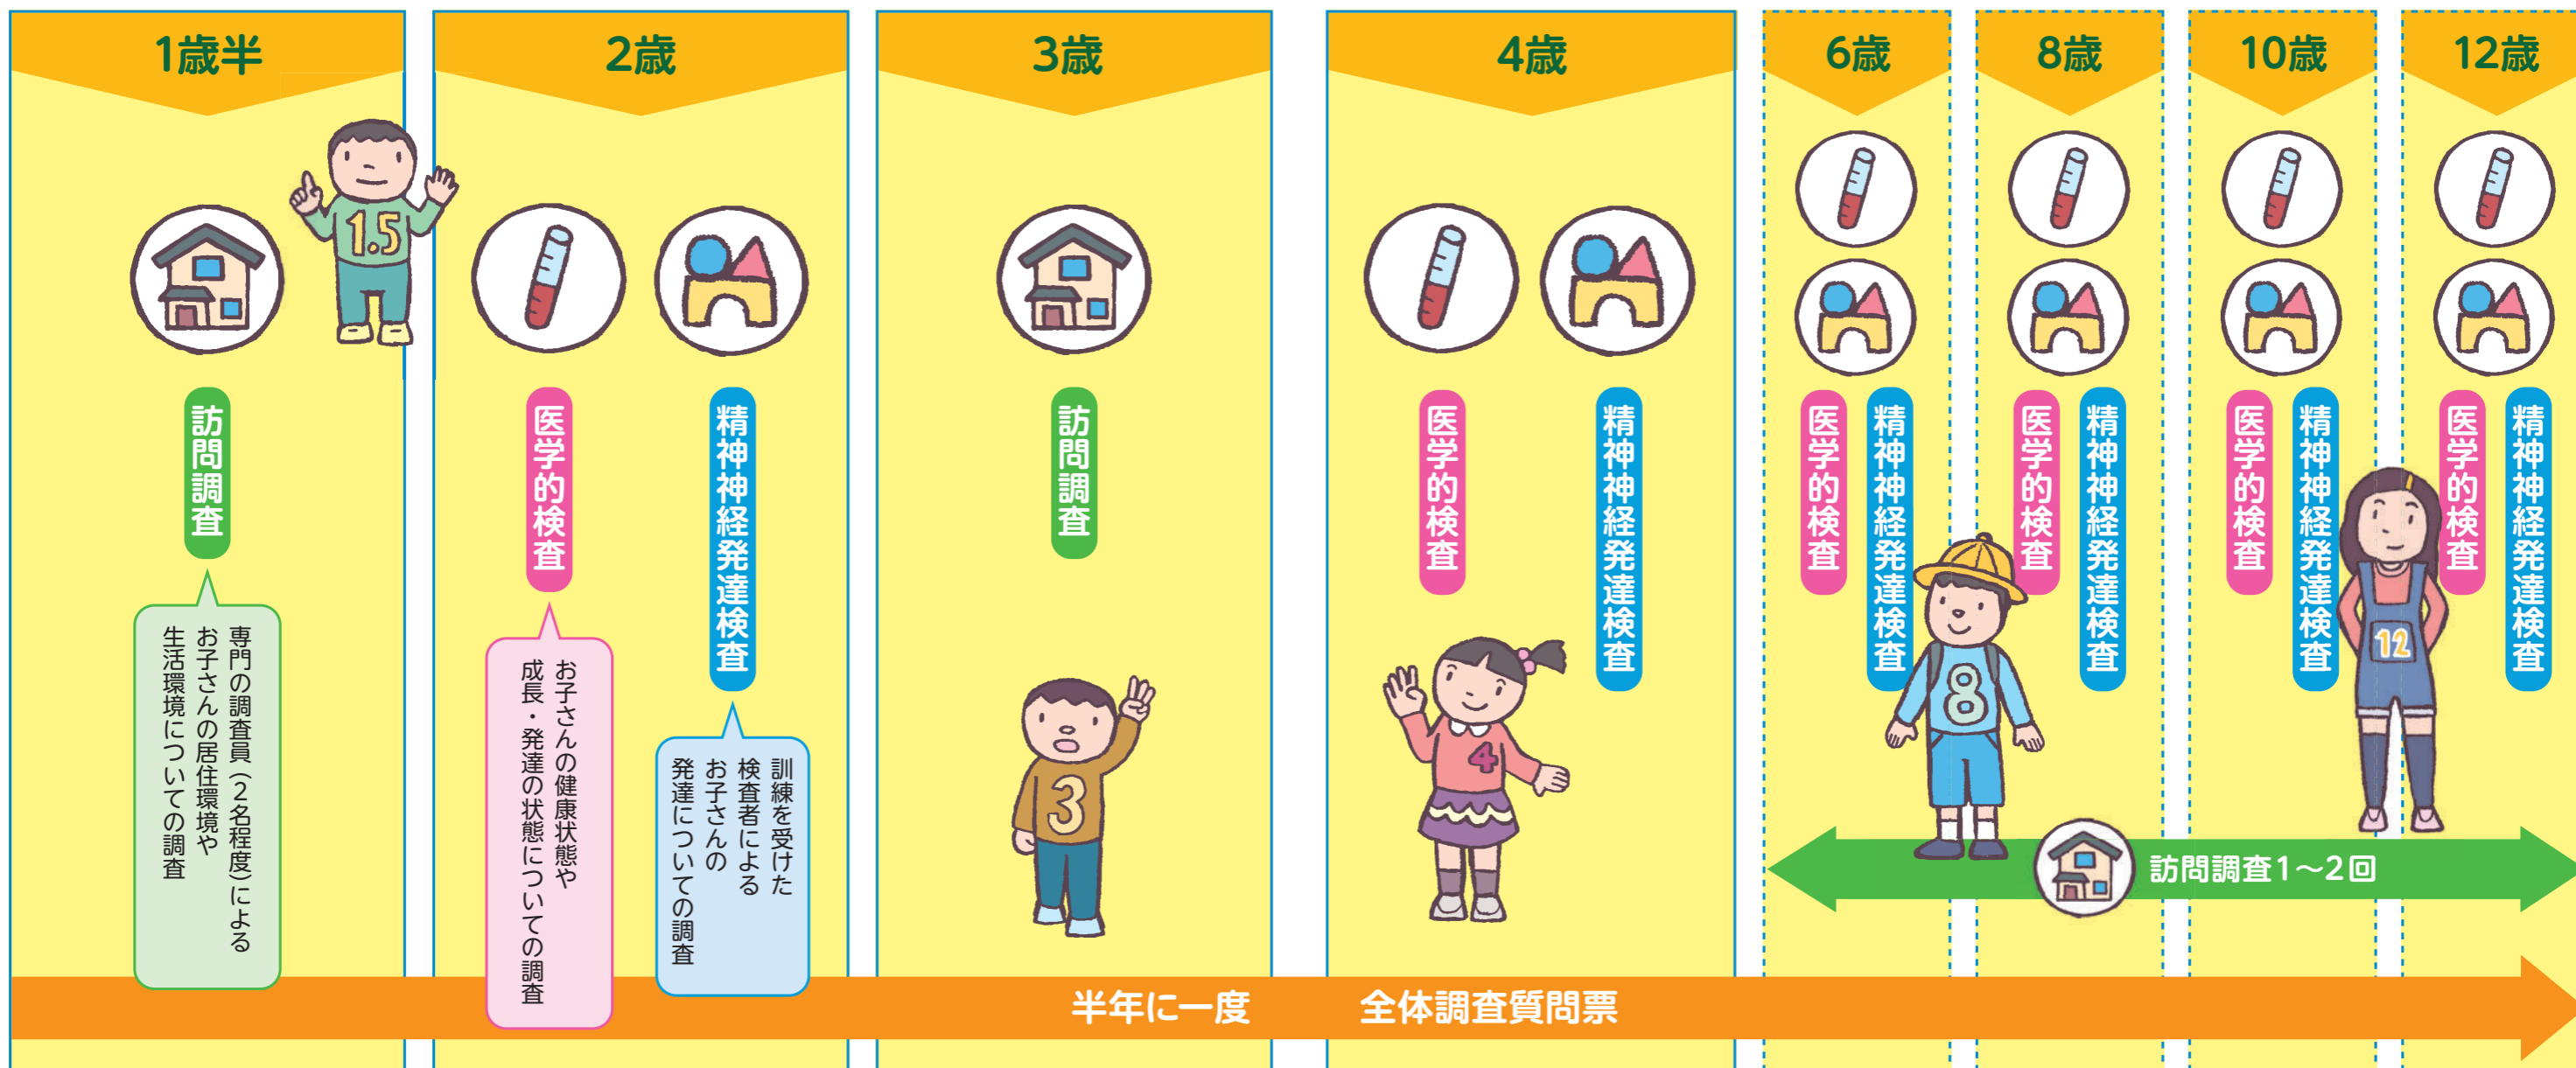 1歳半
1.5
訪問調査
専門の調査員（2名程度）による
お子さんの居住環境や
生活環境についての調査
2歳
医学的検査
お子さんの健康状態や
成長・発達の状態についての調査
精神神経発達検査
訓練を受けた
検査者による
お子さんの
発達についての調査
3歳
訪問調査
3
4歳
医学的検査
精神神経発達検査
4
6歳
医学的検査
精神神経発達検査
8歳
医学的検査
精神神経発達検査
8
10歳
医学的検査
精神神経発達検査
12歳
医学的検査
精神神経発達検査
12
訪問調査1～2回
半年に一度　全体調査質問票